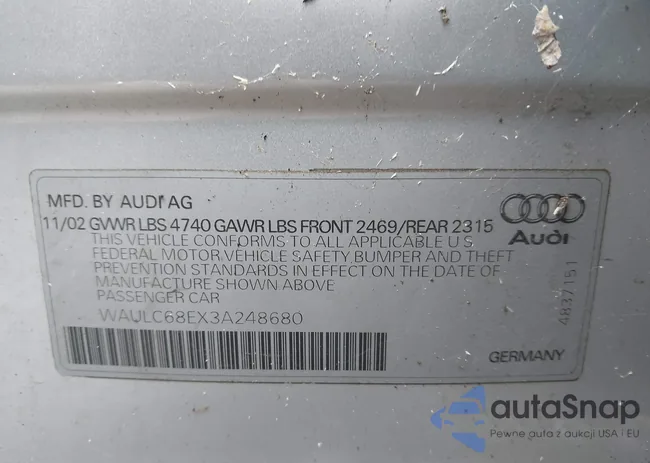 MFD. BY AUDI AG
11/02 GVWR LBS 4740 GAWR LBS FRONT 2469/REAR 2315
THIS VEHICLE CONFORMS TO ALL APPLICABLE U S
FEDERAL MOTOR VEHICLE SAFETY BUMPER AND THEFT
PREVENTION STANDARDS IN EFFECT ON THE DATE OF
MANUFACTURE SHOWN ABOVE
PASSENGER CAR
WAULC68EX3A248680
Audi
4837151
GERMANY
autaSnap
Pewne auta z aukcji USA i EU